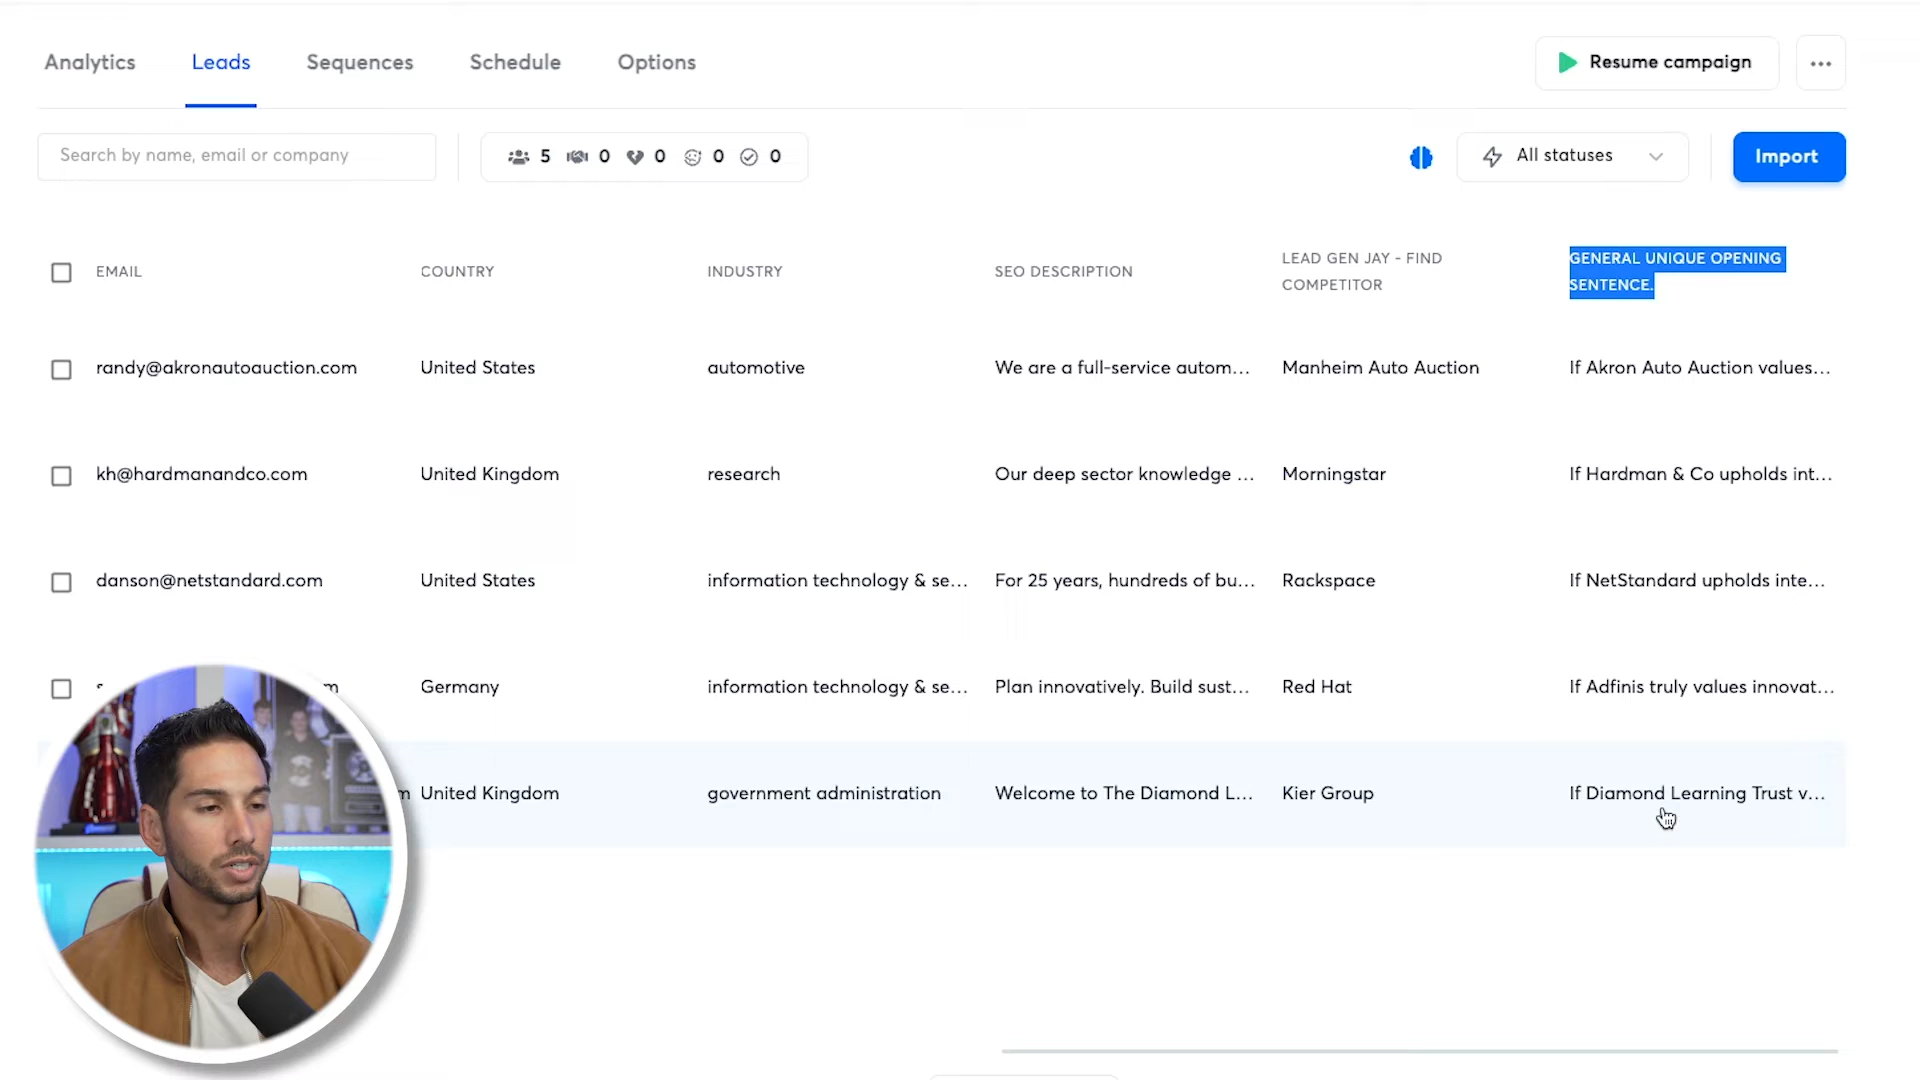 Analytics Leads Sequences Schedule Options Resume campaign
Search by name, email or company 5 0 0 0 0 All statuses Import
EMAIL COUNTRY INDUSTRY SEO DESCRIPTION LEAD GEN JAY - FIND COMPETITOR GENERAL UNIQUE OPENING SENTENCE.
randy@akronautoauction.com United States automotive We are a full-service autom... Manheim Auto Auction If Akron Auto Auction values...
kh@hardmanandco.com United Kingdom research Our deep sector knowledge ... Morningstar If Hardman & Co upholds int...
danson@netstandard.com United States information technology & se... For 25 years, hundreds of bu... Rackspace If NetStandard upholds inte...
Germany information technology & se... Plan innovatively. Build sust... Red Hat If Adfinis truly values innovat...
United Kingdom government administration Welcome to The Diamond L... Kier Group If Diamond Learning Trust v...